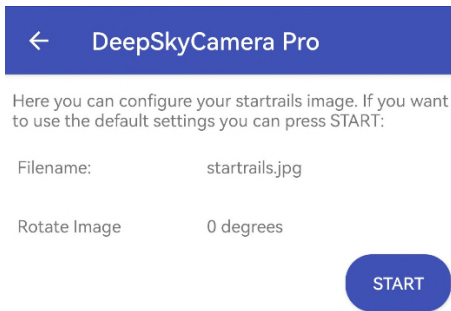 DeepSkyCamera Pro
Here you can configure your startrails image. If you want
to use the default settings you can press START:
Filename: startrails.jpg
Rotate Image 0 degrees
START